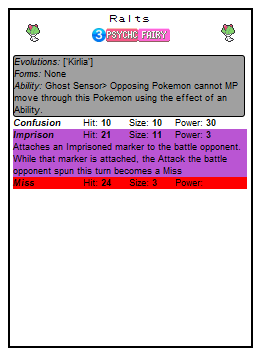 Ralts
3 PSYCHC FAIRY
Evolutions: ['Kirlia']
Forms: None
Ability: Ghost Sensor> Opposing Pokemon cannot MP
move through this Pokemon using the effect of an
Ability.
Confusion Hit: 10 Size: 10 Power: 30
Imprison Hit: 21 Size: 11 Power: 3
Attaches an Imprisoned marker to the battle opponent.
While that marker is attached, the Attack the battle
opponent spun this turn becomes a Miss
Miss Hit: 24 Size: 3 Power: